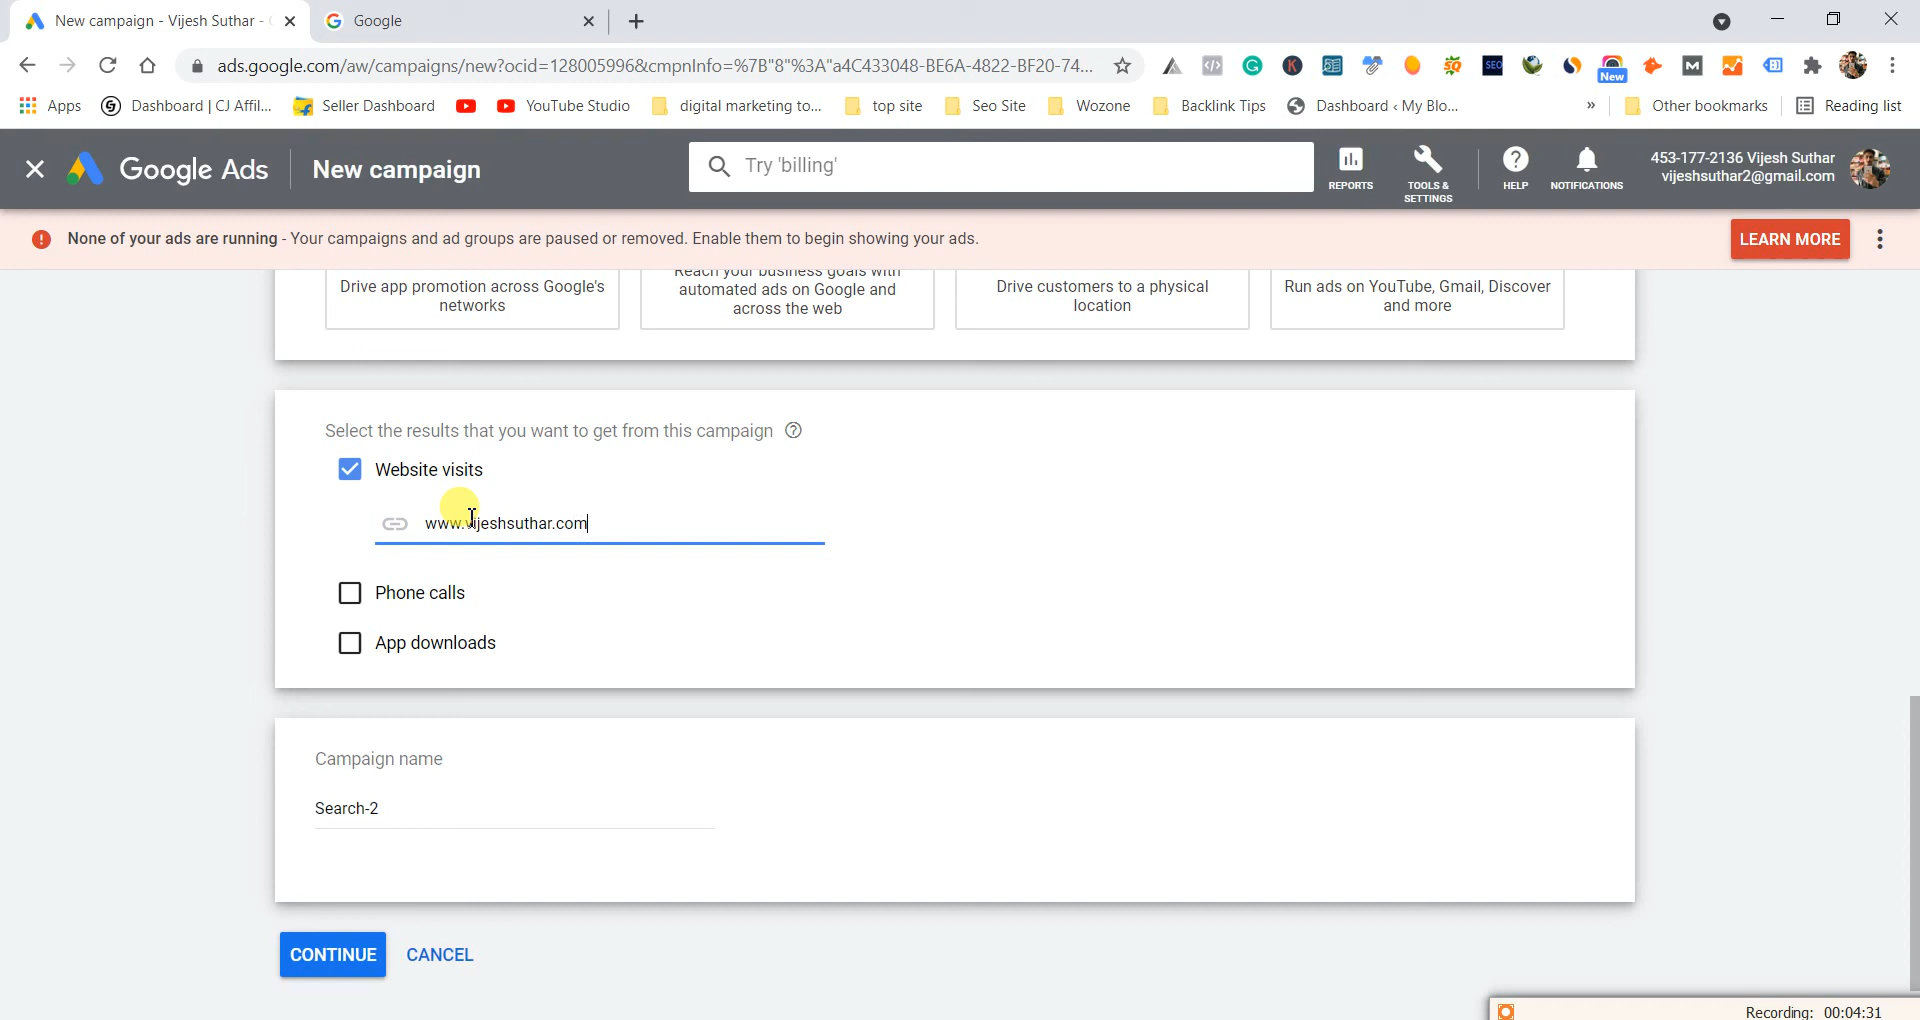 New campaign - Vijesh Suthar -
Google
ads.google.com/aw/campaigns/new?ocid=128005996&cmpnInfo=%7B"8"%3A"a4C433048-BE6A-4822-BF20-74...
New
SEO
Apps
Dashboard | CJ Affil...
Seller Dashboard
YouTube Studio
digital marketing to...
top site
Seo Site
Wozone
Backlink Tips
Dashboard ‹ My Blo...
»
Other bookmarks
Reading list
Google Ads
New campaign
Try 'billing'
REPORTS
TOOLS &
SETTINGS
HELP
NOTIFICATIONS
453-177-2136 Vijesh Suthar
vijeshsuthar2@gmail.com
None of your ads are running - Your campaigns and ad groups are paused or removed. Enable them to begin showing your ads.
LEARN MORE
Drive app promotion across Google's
networks
Reach your business goals with
automated ads on Google and
across the web
Drive customers to a physical
location
Run ads on YouTube, Gmail, Discover
and more
Select the results that you want to get from this campaign
Website visits
www.vijeshsuthar.com
Phone calls
App downloads
Campaign name
Search-2
CONTINUE
CANCEL
Recording: 00:04:31